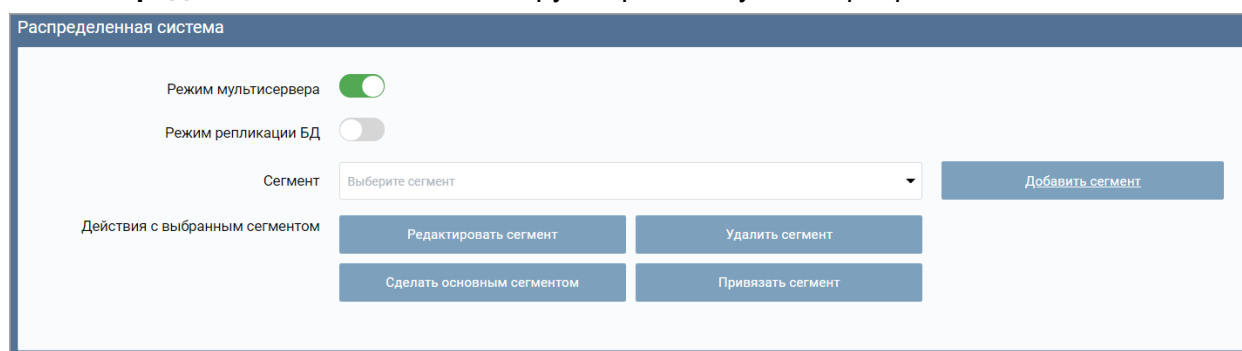 Распределенная система
Режим мультисервера
Режим репликации БД
Сегмент Выберите сегмент Добавить сегмент
Действия с выбранным сегментом Редактировать сегмент Удалить сегмент
Сделать основным сегментом Привязать сегмент